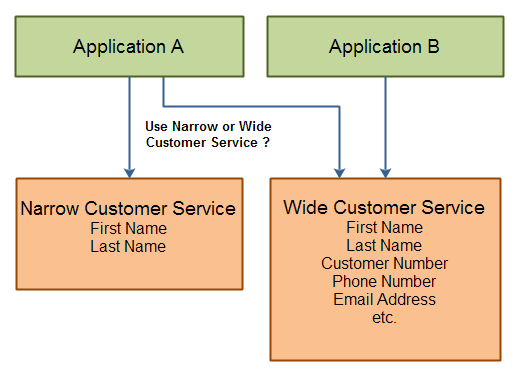 Application A
Application B
Use Narrow or Wide
Customer Service ?
Narrow Customer Service
First Name
Last Name
Wide Customer Service
First Name
Last Name
Customer Number
Phone Number
Email Address
etc.